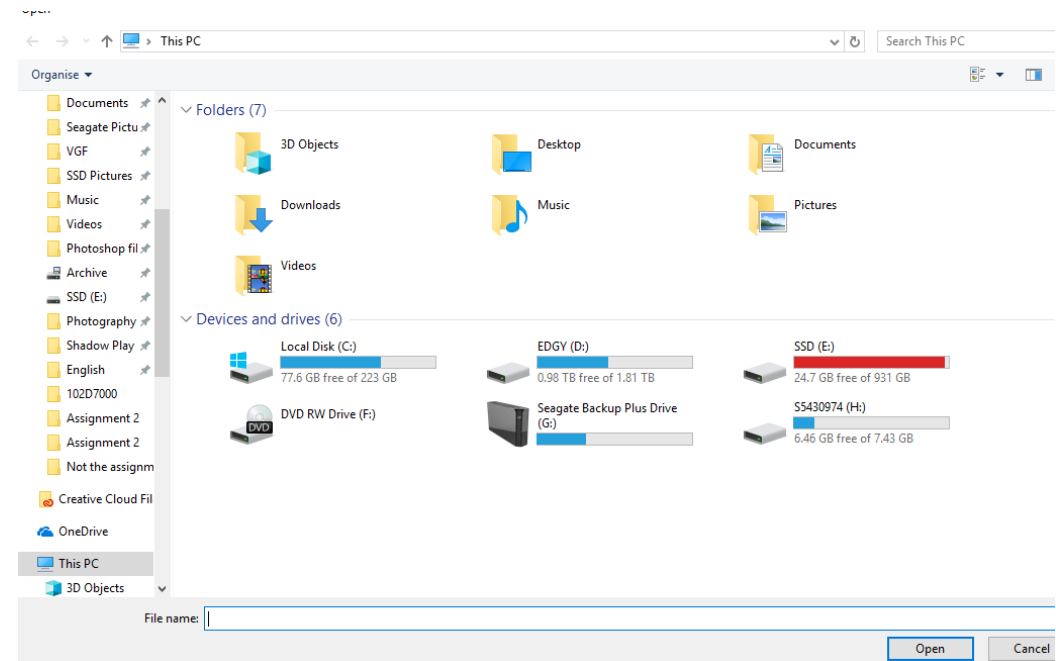 Open
This PC
Search This PC
Organise
Documents
Seagate Pictu
VGF
SSD Pictures
Music
Videos
Photoshop fil
Archive
SSD (E:)
Photography
Shadow Play
English
102D7000
Assignment 2
Assignment 2
Not the assignm
Creative Cloud Fil
OneDrive
This PC
3D Objects
Folders (7)
3D Objects
Desktop
Documents
Downloads
Music
Pictures
Videos
Devices and drives (6)
Local Disk (C:)
77.6 GB free of 223 GB
EDGY (D:)
0.98 TB free of 1.81 TB
SSD (E:)
24.7 GB free of 931 GB
DVD RW Drive (F:)
DVD
Seagate Backup Plus Drive
(G:)
S5430974 (H:)
6.46 GB free of 7.43 GB
File name:
Open
Cancel